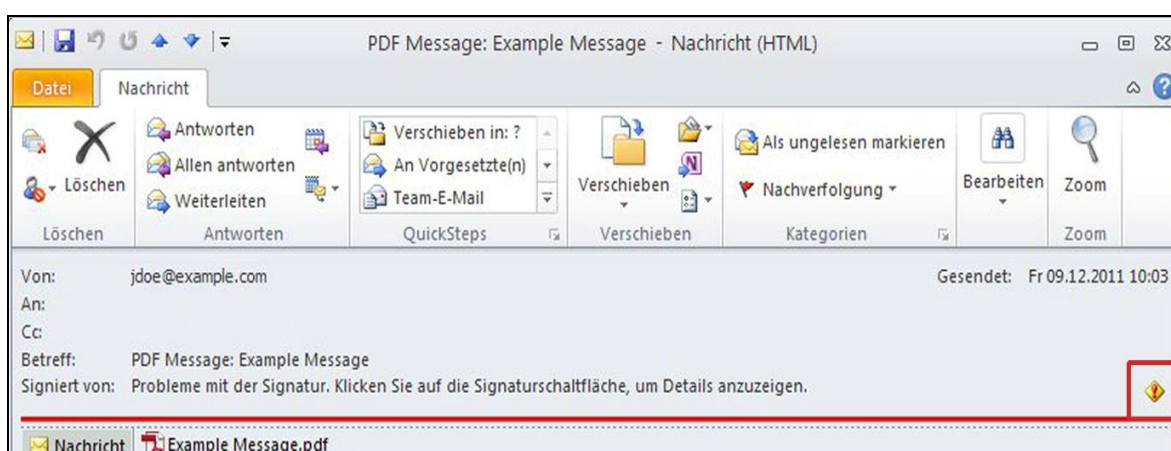 PDF Message: Example Message - Nachricht (HTML)
Datei Nachricht
Löschen
Antworten
Allen antworten
Weiterleiten
Verschieben in: ?
An Vorgesetzte(n)
Team-E-Mail
Verschieben
Als ungelesen markieren
Nachverfolgung
Bearbeiten
Zoom
Löschen Antworten QuickSteps Verschieben Kategorien Zoom
Von: jdoe@example.com Gesendet: Fr 09.12.2011 10:03
An:
Cc:
Betreff: PDF Message: Example Message
Signiert von: Probleme mit der Signatur. Klicken Sie auf die Signaturschaltfläche, um Details anzuzeigen.
Nachricht Example Message.pdf